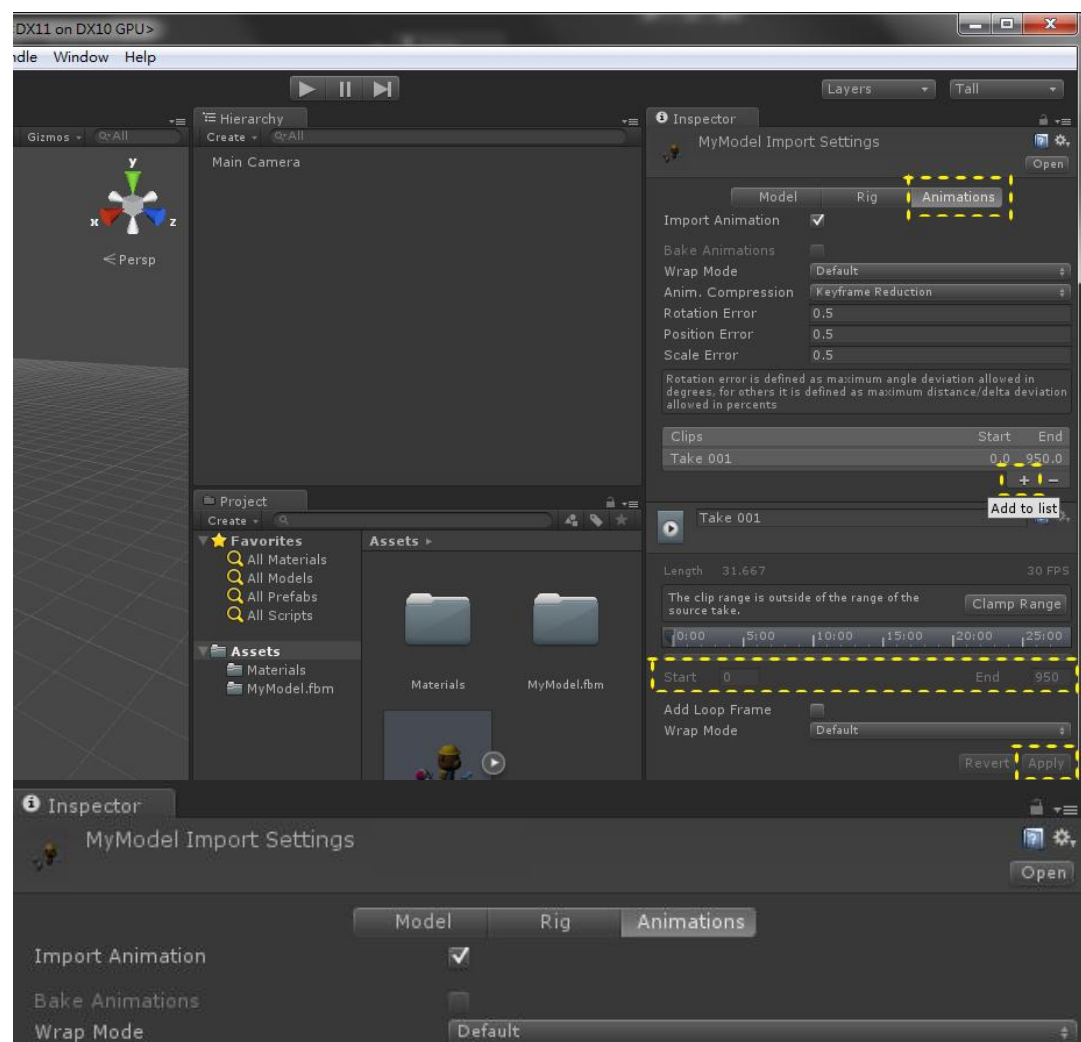 DX11 on DX10 GPU>
ndle Window Help
Layers Tall
Gizmos All
y
x z
Persp
Hierarchy
Create All
Main Camera
Project
Create
Favorites
All Materials
All Models
All Prefabs
All Scripts
Assets
Materials
MyModel.fbm
Assets
Materials MyModel.fbm
Inspector
MyModel Import Settings
Open
Model Rig Animations
Import Animation
Bake Animations
Wrap Mode Default
Anim. Compression Keyframe Reduction
Rotation Error 0.5
Position Error 0.5
Scale Error 0.5
Rotation error is defined as maximum angle deviation allowed in
degrees, for others it is defined as maximum distance/delta deviation
allowed in percents
Clips Start End
Take 001 0.0 950.0
+ −
Add to list
Take 001
Length 31.667 30 FPS
The clip range is outside of the range of the
source take.
Clamp Range
0:00 5:00 10:00 15:00 20:00 25:00
Start 0 End 950
Add Loop Frame
Wrap Mode Default
Revert Apply
Inspector
MyModel Import Settings
Open
Model Rig Animations
Import Animation
Bake Animations
Wrap Mode Default